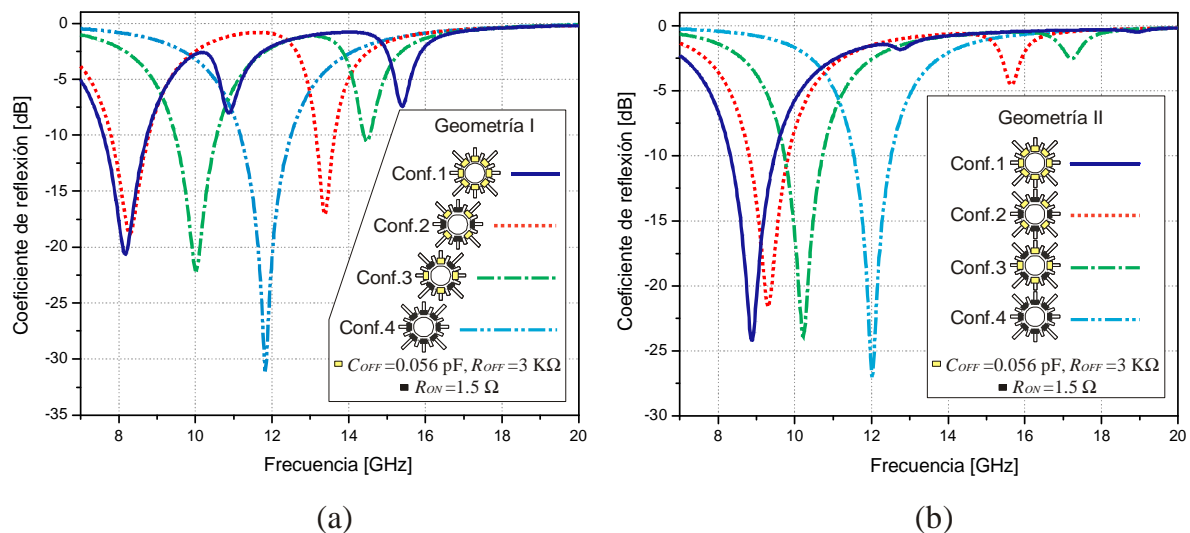 0
-5
-10
-15
-20
-25
-30
-35
8 10 12 14 16 18 20
Coeficiente de reflexión [dB]
Frecuencia [GHz]
Geometría I
Conf.1
Conf.2
Conf.3
Conf.4
COFF=0.056 pF, ROFF=3 KΩ
RON=1.5 Ω
(a)
0
-5
-10
-15
-20
-25
-30
8 10 12 14 16 18 20
Coeficiente de reflexión [dB]
Frecuencia [GHz]
Geometría II
Conf.1
Conf.2
Conf.3
Conf.4
COFF=0.056 pF, ROFF=3 KΩ
RON=1.5 Ω
(b)